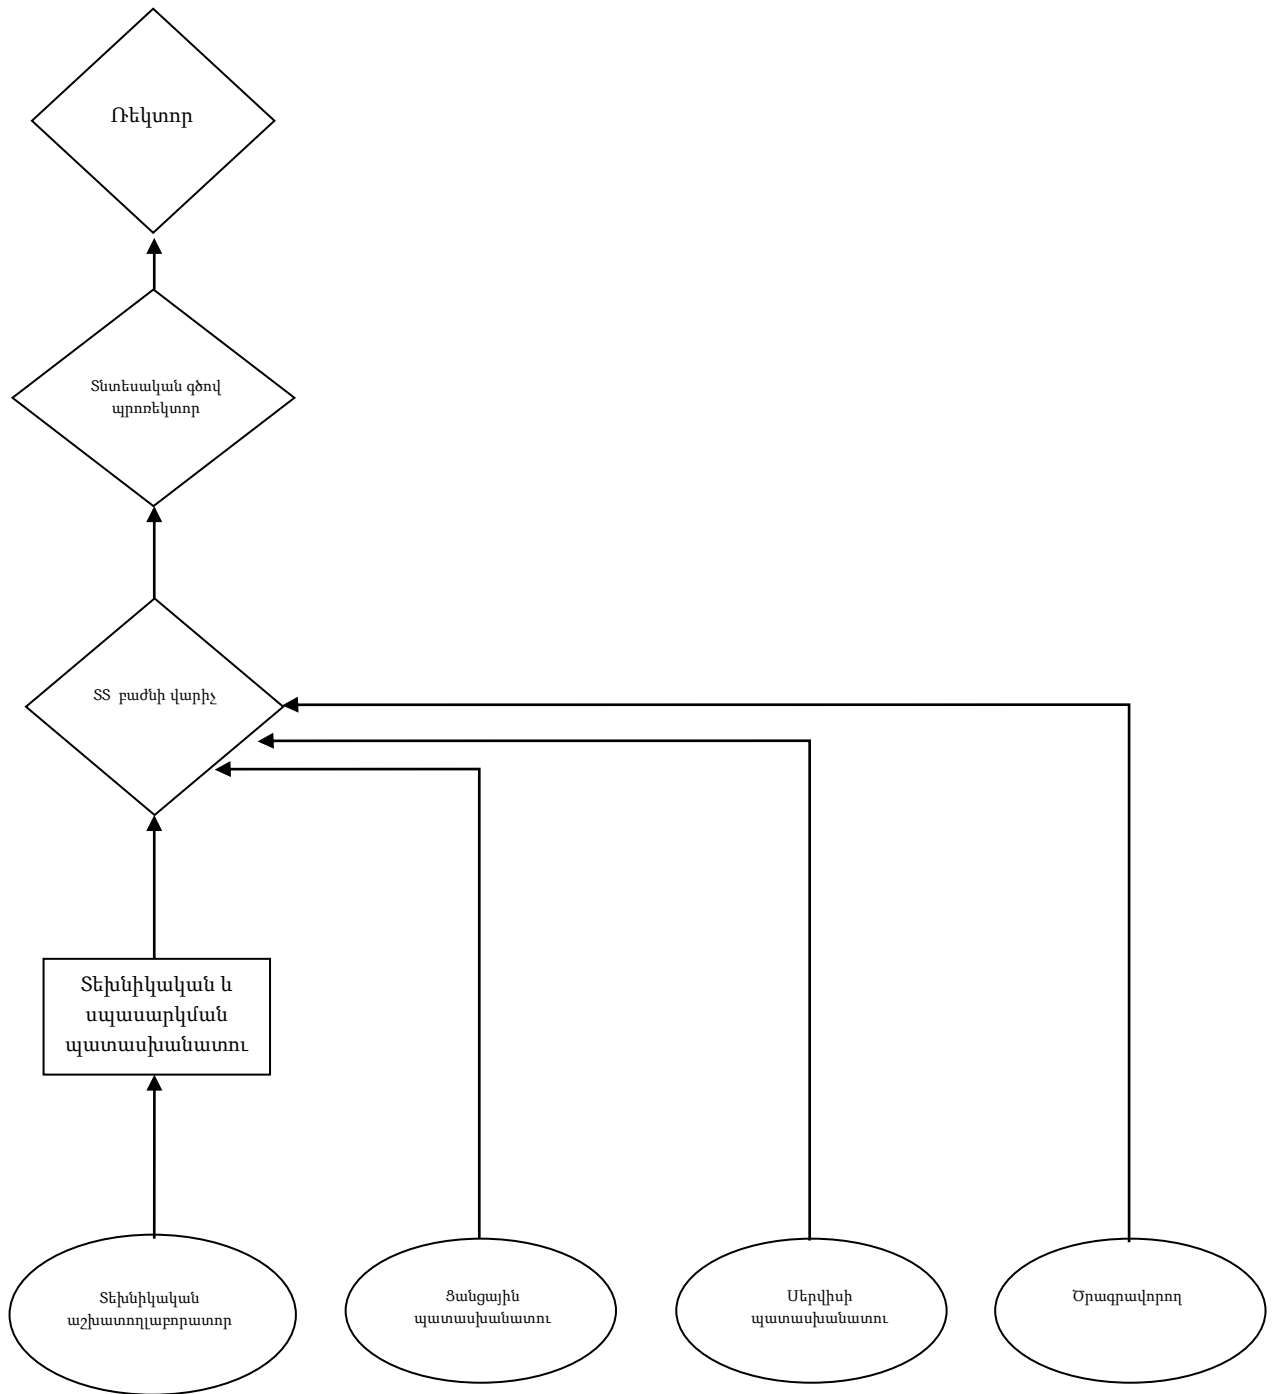 Ռեկտոր
Տնտեսական գծով
պրոռեկտոր
ՏՏ  բաժնի վարիչ
Տեխնիկական և
սպասարկման
պատասխանատու
Տեխնիկական
աշխատողլաբորատոր
Ցանցային
պատասխանատու
Սերվիսի
պատասխանատու
Ծրագրավորող